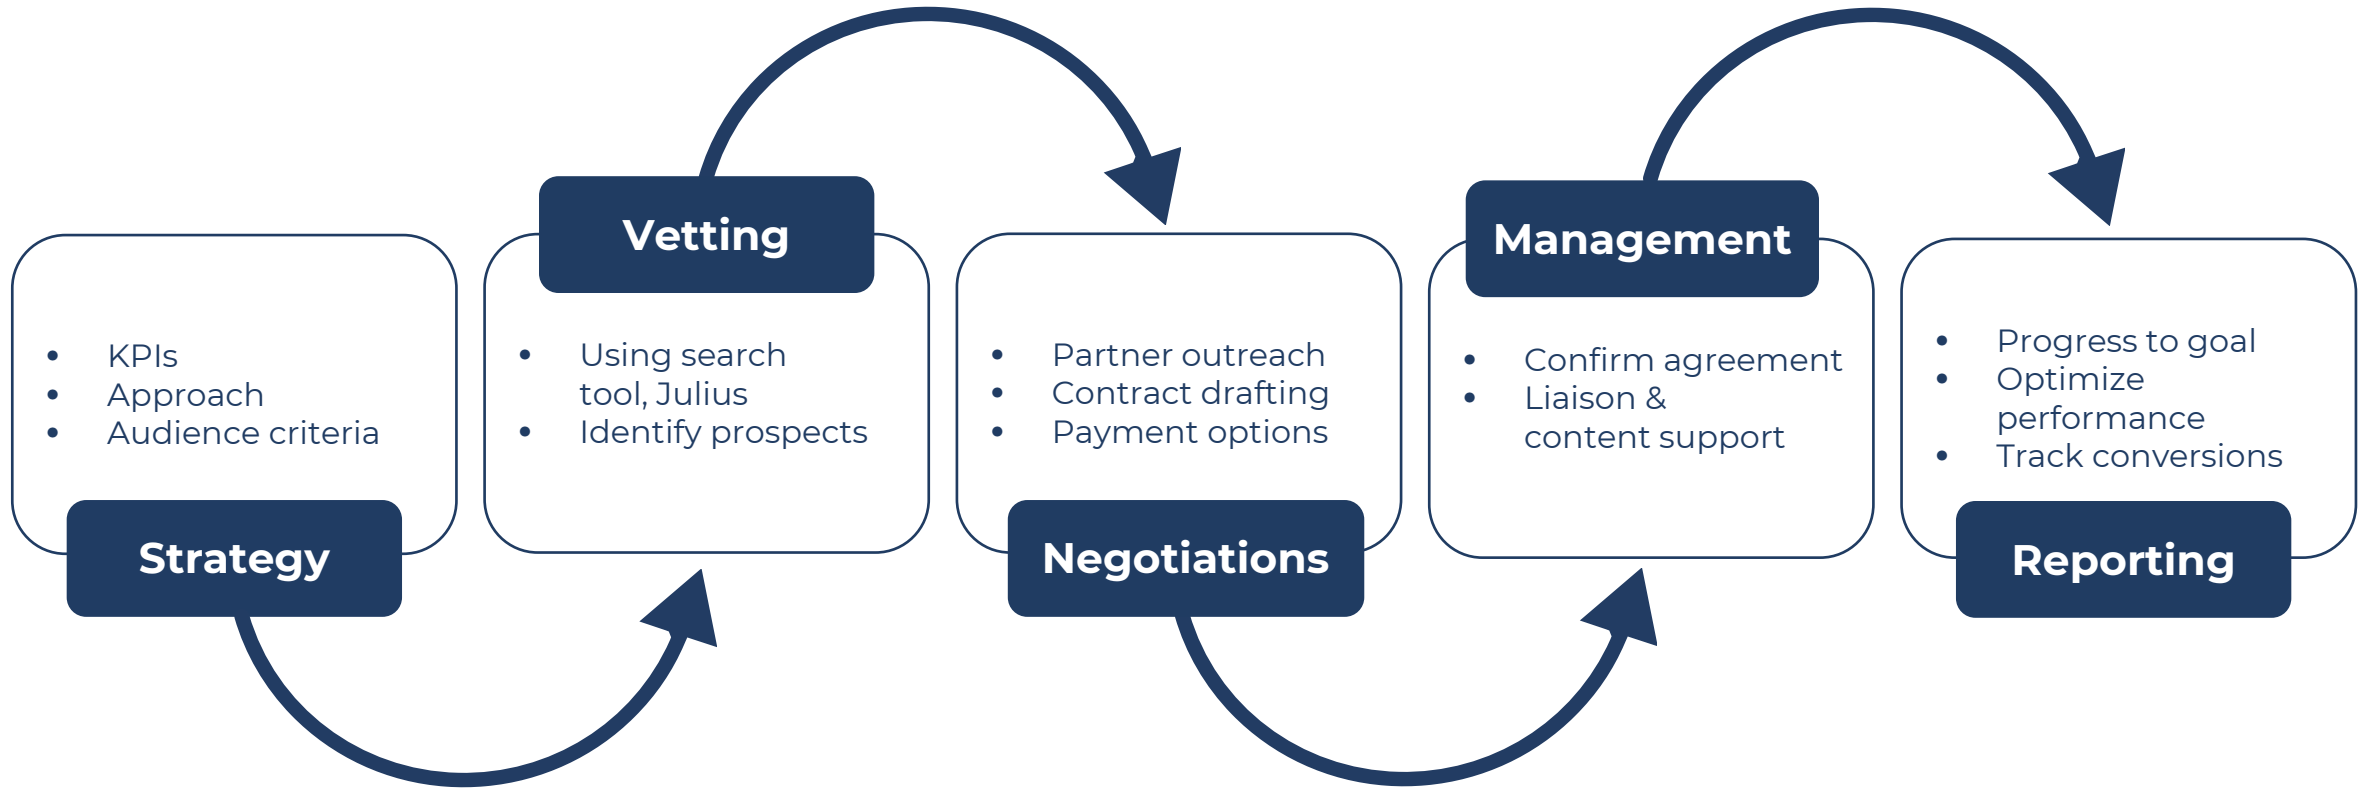 Strategy
• KPIs
• Approach
• Audience criteria
Vetting
• Using search
tool, Julius
• Identify prospects
Negotiations
• Partner outreach
• Contract drafting
• Payment options
Management
• Confirm agreement
• Liaison &
content support
Reporting
• Progress to goal
• Optimize
performance
• Track conversions